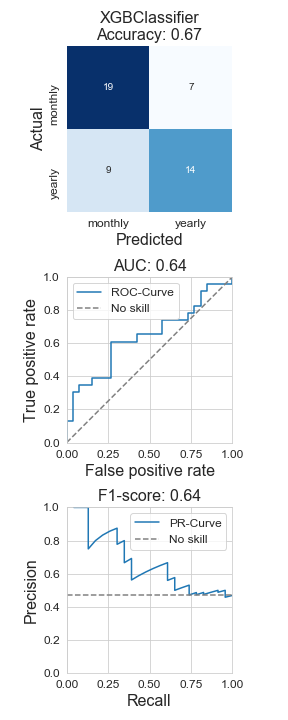 XGBClassifier
Accuracy: 0.67
Actual
monthly
19
7
yearly
9
14
monthly yearly
Predicted
AUC: 0.64
True positive rate
1.0
ROC-Curve
No skill
0.8
0.6
0.4
0.2
0.0
0.00 0.25 0.50 0.75 1.00
False positive rate
F1-score: 0.64
Precision
1.0
PR-Curve
No skill
0.8
0.6
0.4
0.2
0.0
0.00 0.25 0.50 0.75 1.00
Recall